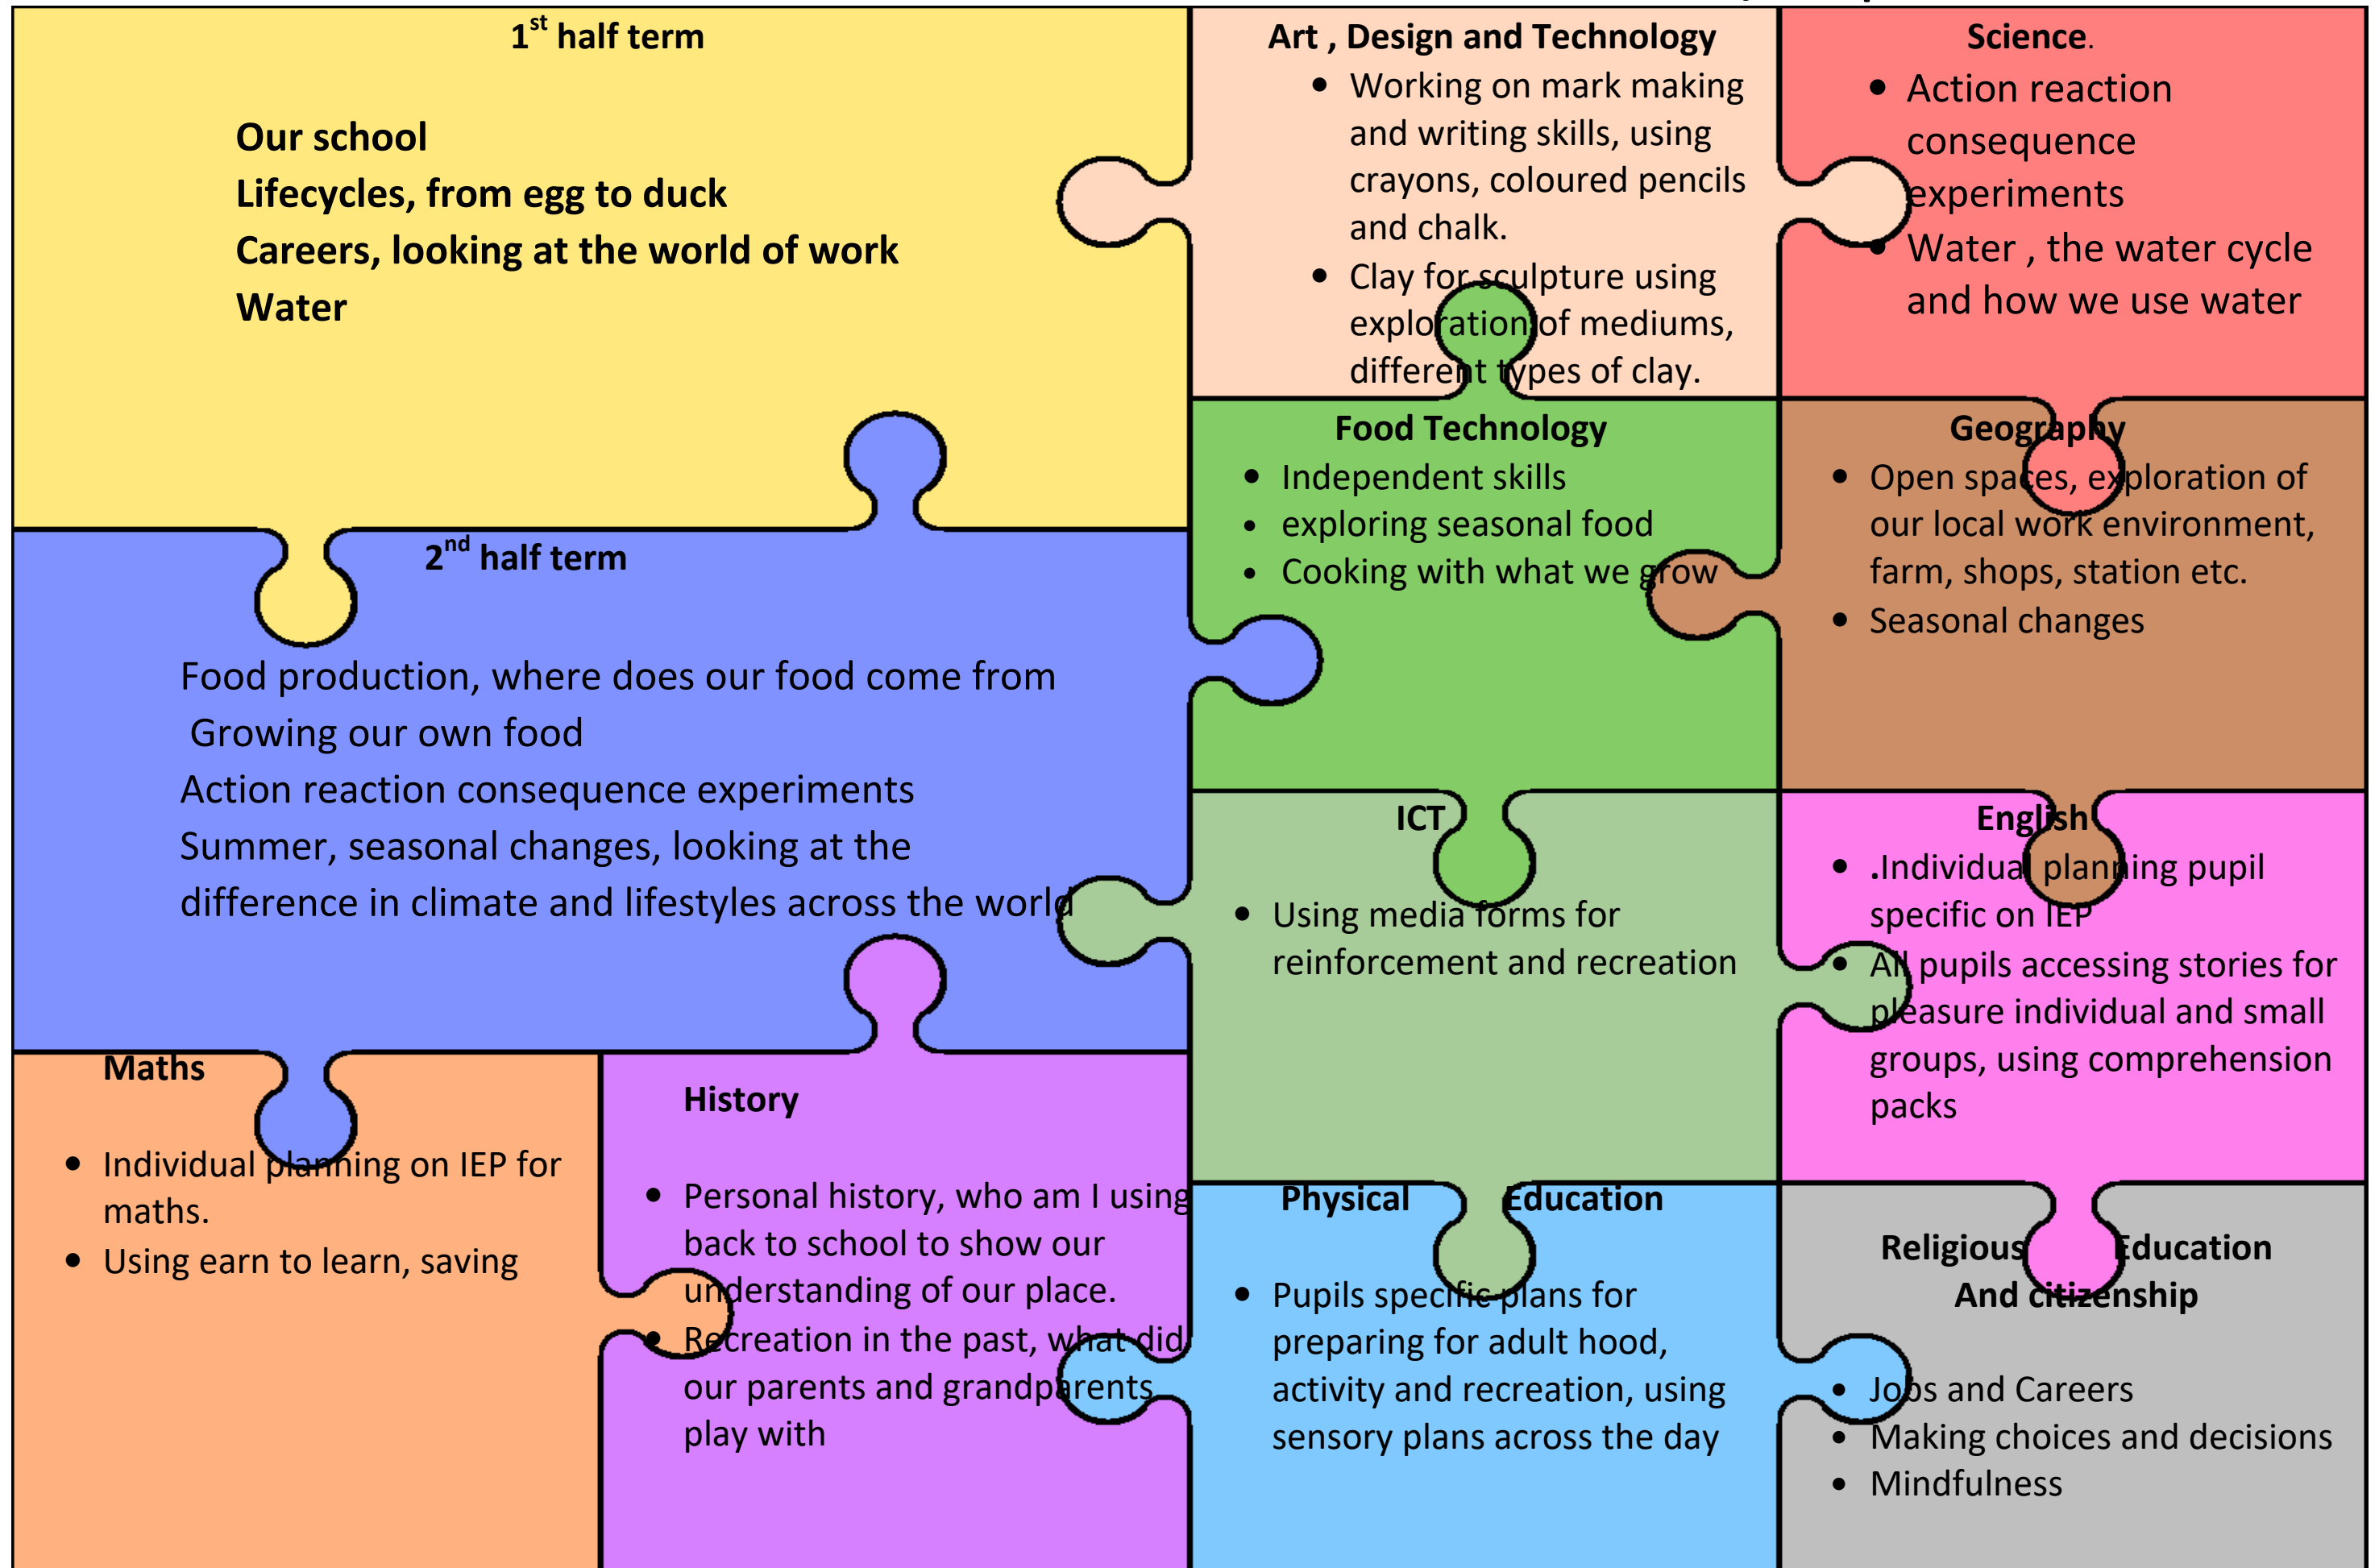 1st half term
Our school
Lifecycles, from egg to duck
Careers, looking at the world of work
Water
Art , Design and Technology
• Working on mark making
and writing skills, using
crayons, coloured pencils
and chalk.
• Clay for sculpture using
exploration of mediums,
different types of clay.
Science.
• Action reaction
consequence
experiments
• Water , the water cycle
and how we use water
2nd half term
Food production, where does our food come from
Growing our own food
Action reaction consequence experiments
Summer, seasonal changes, looking at the
difference in climate and lifestyles across the world
Food Technology
• Independent skills
• exploring seasonal food
• Cooking with what we grow
Geography
• Open spaces, exploration of
our local work environment,
farm, shops, station etc.
• Seasonal changes
ICT
• Using media forms for
reinforcement and recreation
English
• .Individual planning pupil
specific on IEP
• All pupils accessing stories for
pleasure individual and small
groups, using comprehension
packs
Maths
• Individual planning on IEP for
maths.
• Using earn to learn, saving
History
• Personal history, who am I using
back to school to show our
understanding of our place.
• Recreation in the past, what did
our parents and grandparents
play with
Physical Education
• Pupils specific plans for
preparing for adult hood,
activity and recreation, using
sensory plans across the day
Religious Education
And citizenship
• Jobs and Careers
• Making choices and decisions
• Mindfulness